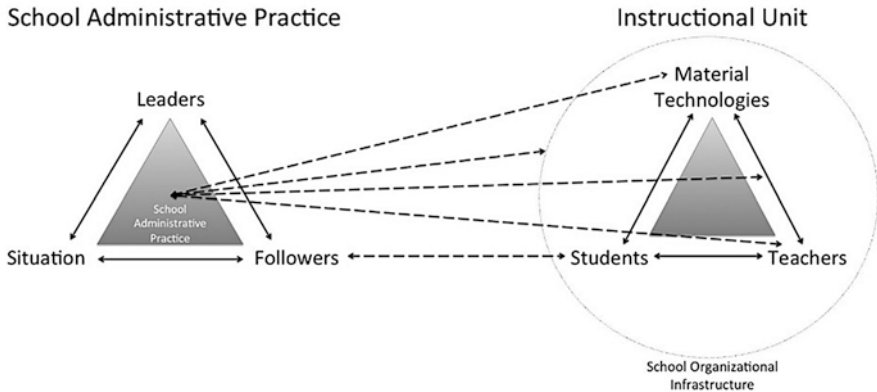 School Administrative Practice
Instructional Unit
Material
Technologies
Leaders
School
Administrative
Practice
Situation
Followers
Students
Teachers
School Organizational
Infrastructure